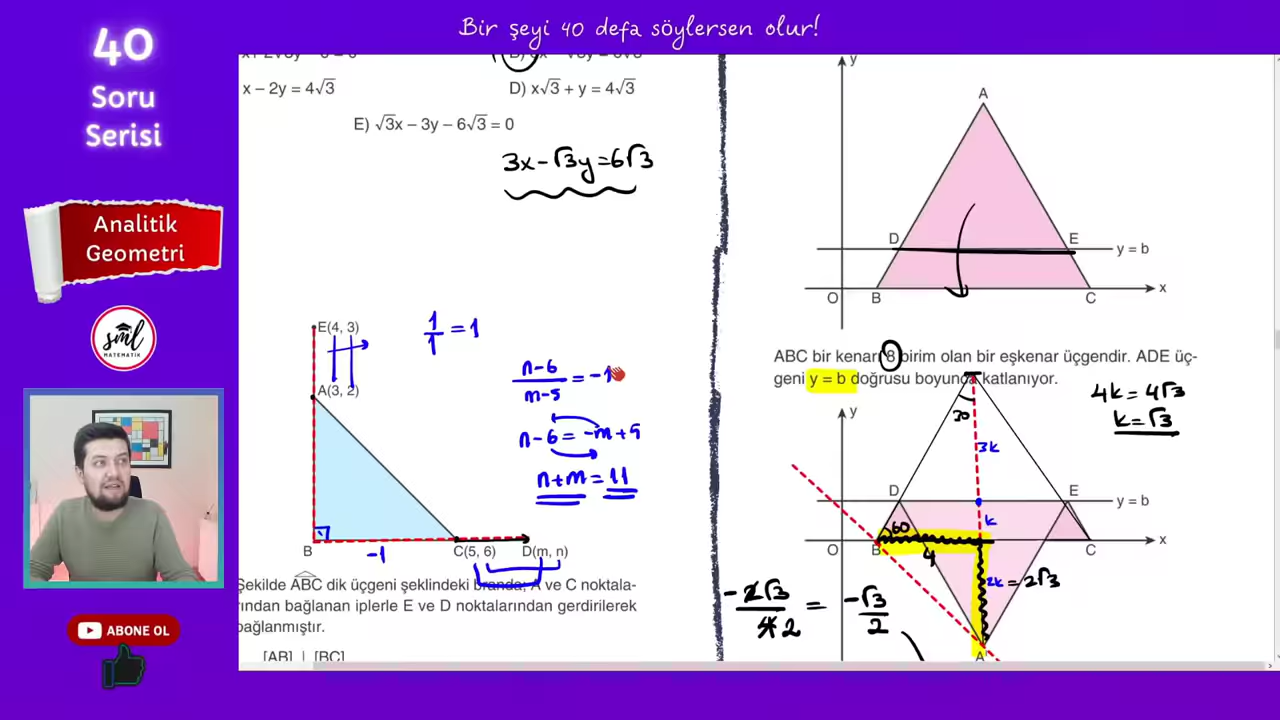 Bir şeyi 40 defa söylersen olur!
40
Soru
Serisi
Analitik
Geometri
sml
MATEMATİK
ABONE OL
x − 2y = 4√3
D) x√3 + y = 4√3
E) √3x − 3y − 6√3 = 0
3x-√3y=6√3
E(4, 3)
A(3, 2)
1/1 = 1
n-6/m-5 = -1
n-6 = -m+5
n+m = 11
B
-1
C(5, 6)
D(m, n)
Şekilde ABC dik üçgeni şeklindeki branda; A ve C nokta-
rından bağlanan iplerle E ve D noktalarından gerdirilerek
bağlanmıştır.
[AB] ⊥ [BC]
y
A
D
E
y = b
O
B
C
x
ABC bir kenarı 8 birim olan bir eşkenar üçgendir. ADE üç-
geni y = b doğrusu boyunca katlanıyor.
4k = 4√3
k = √3
y
30
3k
D
E
y = b
60
k
O
B
4
C
x
2k = 2√3
-2√3/4 2 = -√3/2
A